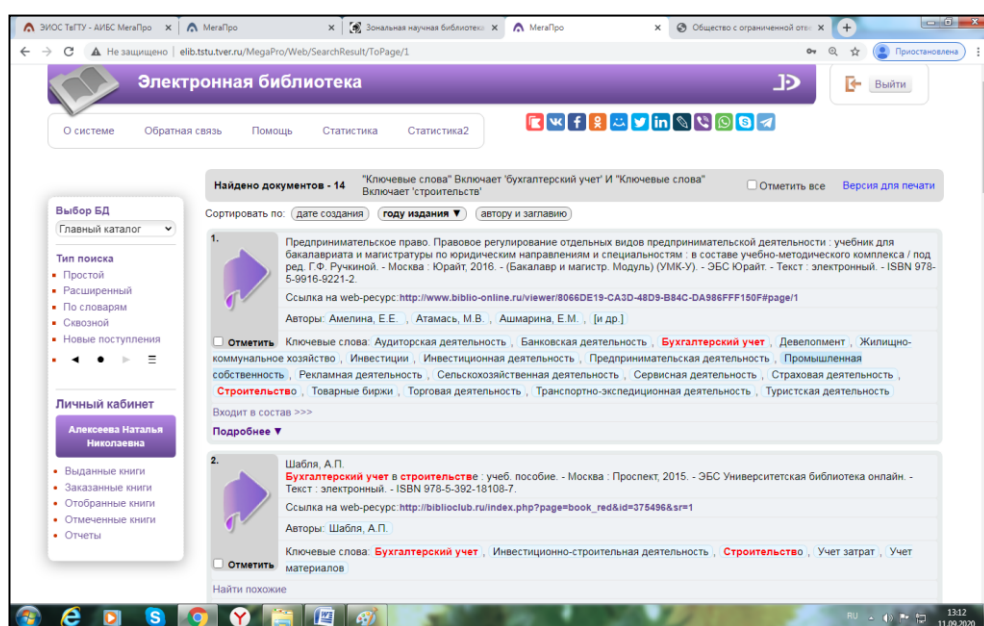 ЭИОС ТвГТУ - АИБС МегаПро
МегаПро
Зональная научная библиотека
МегаПро
Общество с ограниченной отв
Не защищено | elib.tstu.tver.ru/MegaPro/Web/SearchResult/ToPage/1
Приостановлена
Электронная библиотека
Выйти
О системе Обратная связь Помощь Статистика Статистика2
Найдено документов - 14
"Ключевые слова" Включает 'бухгалтерский учет' И "Ключевые слова"
Включает 'строительств'
Отметить все Версия для печати
Сортировать по: дате создания году издания ▼ автору и заглавию
Выбор БД
Главный каталог
Тип поиска
Простой
Расширенный
По словарям
Сквозной
Новые поступления
Личный кабинет
Алексеева Наталья
Николаевна
Выданные книги
Заказанные книги
Отобранные книги
Отмеченные книги
Отчеты
1.
Предпринимательское право. Правовое регулирование отдельных видов предпринимательской деятельности : учебник для
бакалавриата и магистратуры по юридическим направлениям и специальностям : в составе учебно-методического комплекса / под
ред. Г.Ф. Ручкиной. - Москва : Юрайт, 2016. - (Бакалавр и магистр. Модуль) (УМК-У). - ЭБС Юрайт. - Текст : электронный. - ISBN 978-
5-9916-9221-2.
Ссылка на web-ресурс:http://www.biblio-online.ru/viewer/8066DE19-CA3D-48D9-B84C-DA986FFF150F#page/1
Авторы: Амелина, Е.Е. , Атамась, М.В. , Ашмарина, Е.М. , [и др.]
Отметить
Ключевые слова: Аудиторская деятельность , Банковская деятельность , Бухгалтерский учет , Девелопмент , Жилищно-
коммунальное хозяйство , Инвестиции , Инвестиционная деятельность , Предпринимательская деятельность , Промышленная
собственность , Рекламная деятельность , Сельскохозяйственная деятельность , Сервисная деятельность , Страховая деятельность ,
Строительство , Товарные биржи , Торговая деятельность , Транспортно-экспедиционная деятельность , Туристская деятельность
Входит в состав >>>
Подробнее ▼
2.
Шабля, А.П.
Бухгалтерский учет в строительстве : учеб. пособие. - Москва : Проспект, 2015. - ЭБС Университетская библиотека онлайн. -
Текст : электронный. - ISBN 978-5-392-18108-7.
Ссылка на web-ресурс:http://biblioclub.ru/index.php?page=book_red&id=375496&sr=1
Авторы: Шабля, А.П.
Отметить
Ключевые слова: Бухгалтерский учет , Инвестиционно-строительная деятельность , Строительство , Учет затрат , Учет
материалов
Найти похожие
RU
13:12
11.09.2020